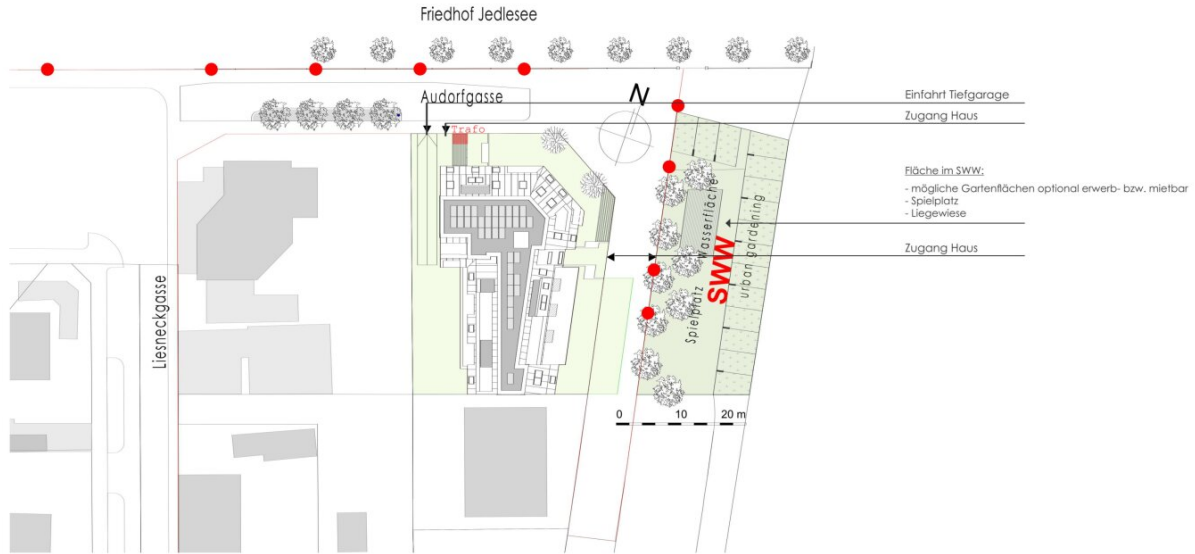 Friedhof Jedlesee
N
Audorfgasse
Einfahrt Tiefgarage
Zugang Haus
Trafo
Fläche im SWW:
- mögliche Gartenflächen optional erwerb- bzw. mietbar
- Spielplatz
- Liegewiese
Wasserfläche
SWW
urban gardening
Zugang Haus
Spielplatz
Liesneckgasse
0 10 20 m